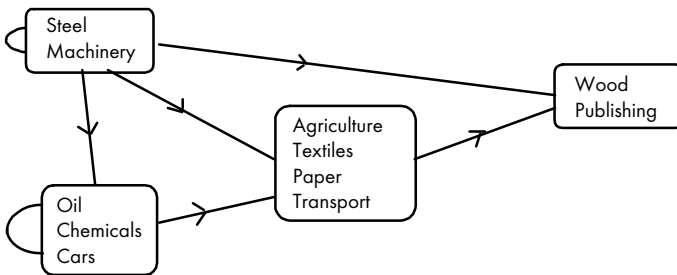 Steel
Machinery
Wood
Publishing
Agriculture
Textiles
Paper
Transport
Oil
Chemicals
Cars